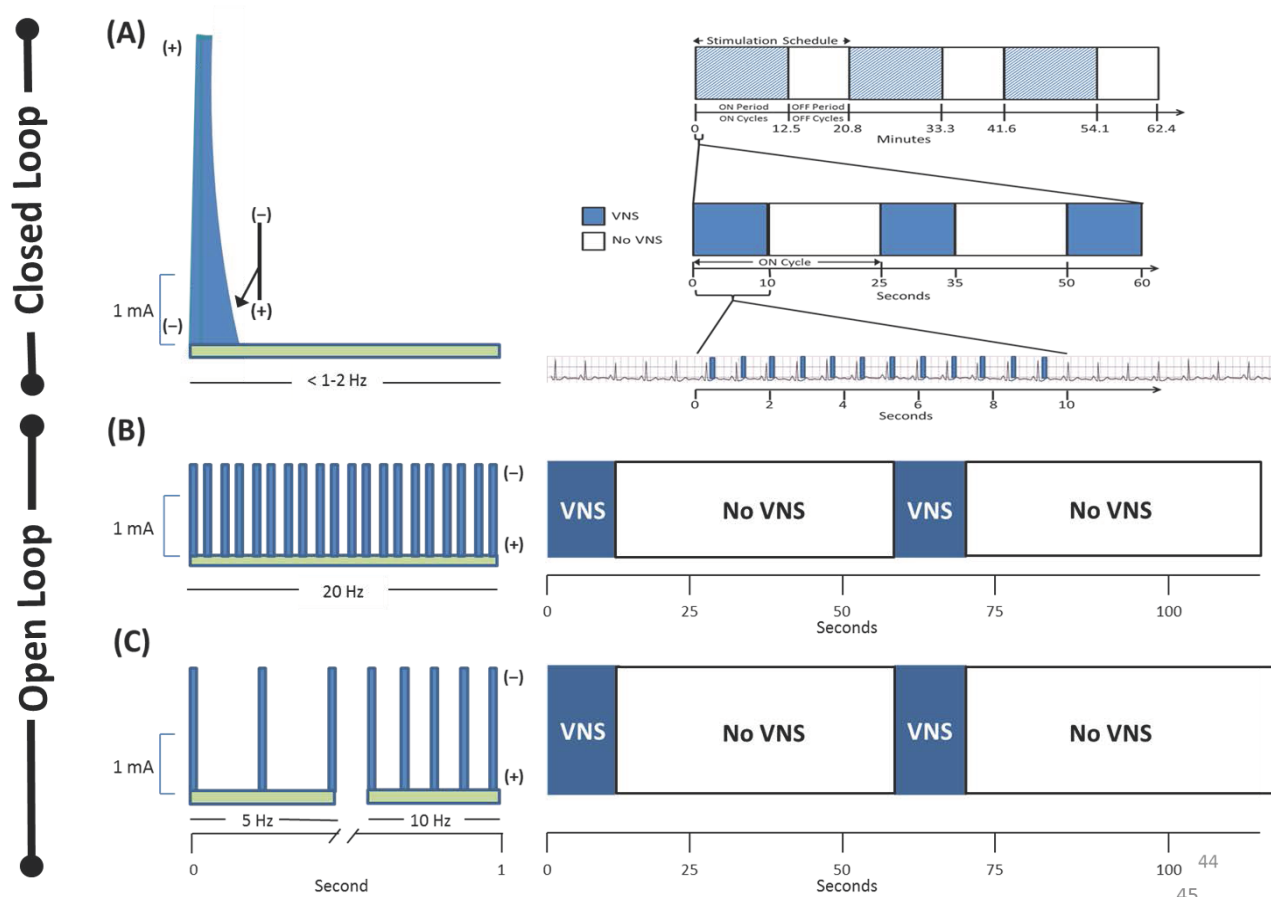 Closed Loop
Open Loop
(A)
(+)
(–)
(+)
1 mA
(–)
< 1-2 Hz
Stimulation Schedule
ON Period OFF Period
ON Cycles OFF Cycles
0 12.5 20.8 33.3 41.6 54.1 62.4
Minutes
VNS
No VNS
ON Cycle
0 10 25 35 50 60
Seconds
0 2 4 6 8 10
Seconds
(B)
(–)
1 mA
(+)
20 Hz
VNS No VNS VNS No VNS
0 25 50 75 100
Seconds
(C)
(–)
1 mA
(+)
5 Hz 10 Hz
0 1
Second
VNS No VNS VNS No VNS
0 25 50 75 100
Seconds
44
45